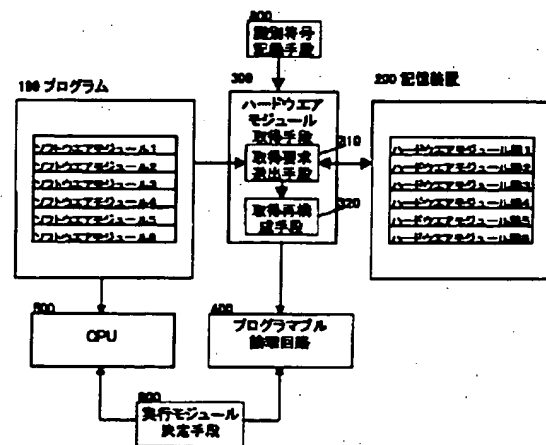 識別符号
記録手段
100 プログラム
300
200 記憶装置
ハードウエア
モジュール
取得手段
310
取得要求
送出手段
320
取得再構
成手段
ソフトウエアモジュール1
ソフトウエアモジュール2
ソフトウエアモジュール3
ソフトウエアモジュール4
ソフトウエアモジュール5
ソフトウエアモジュール6
ハードウエアモジュール群1
ハードウエアモジュール群2
ハードウエアモジュール群3
ハードウエアモジュール群4
ハードウエアモジュール群5
ハードウエアモジュール群6
500
CPU
400
プログラマブル
論理回路
実行モジュール
決定手段